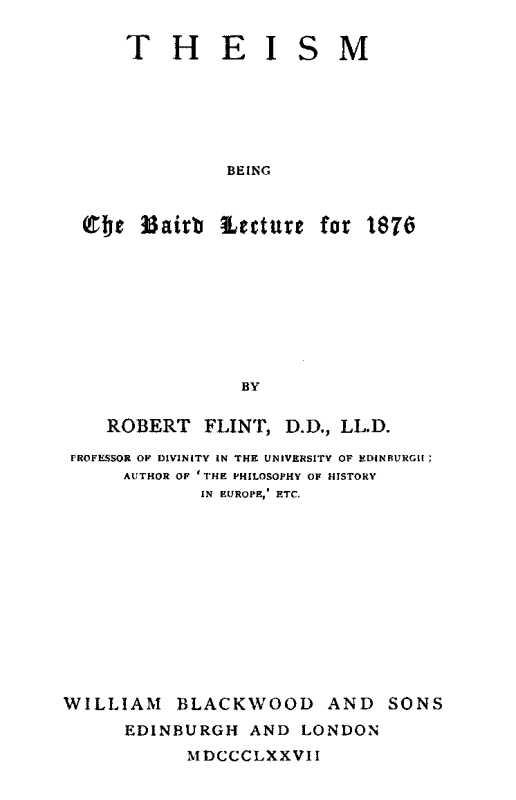 THEISM
BEING
The Baird Lecture for 1876
BY
ROBERT FLINT, D.D., LL.D.
PROFESSOR OF DIVINITY IN THE UNIVERSITY OF EDINBURGH;
AUTHOR OF 'THE PHILOSOPHY OF HISTORY
IN EUROPE,' ETC.
WILLIAM BLACKWOOD AND SONS
EDINBURGH AND LONDON
MDCCCLXXVII